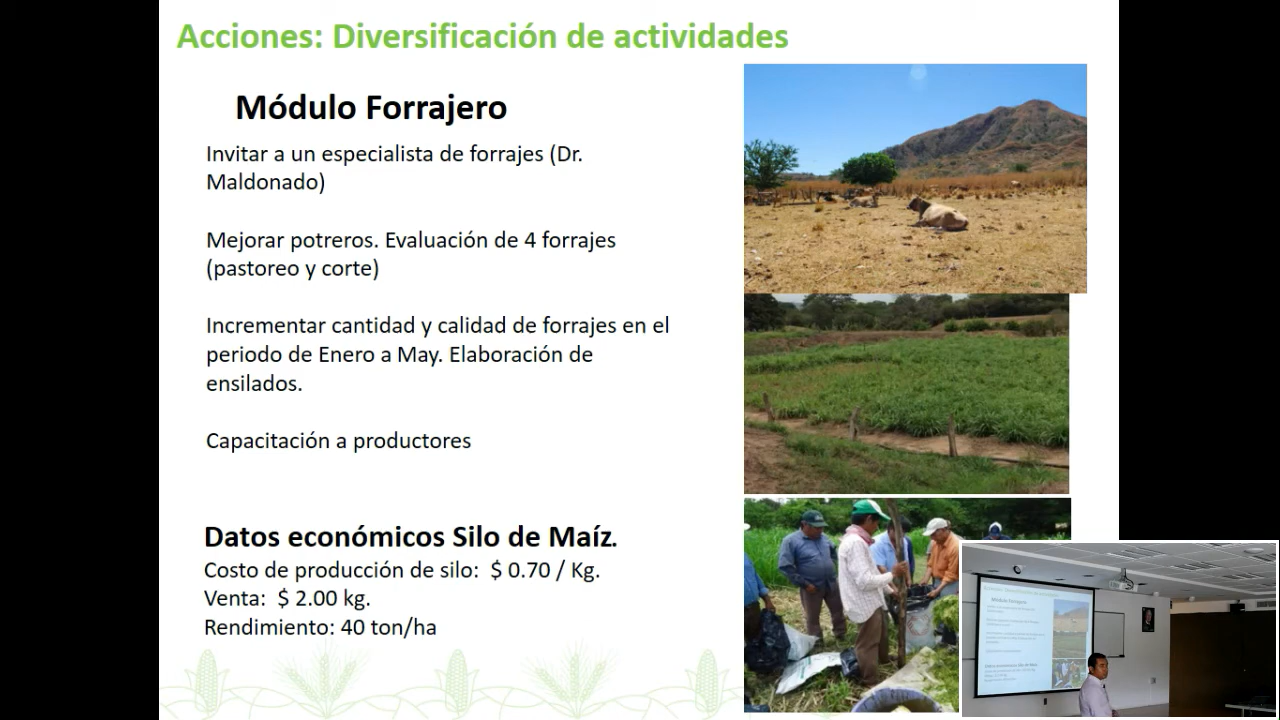 Acciones: Diversificación de actividades
Módulo Forrajero
Invitar a un especialista de forrajes (Dr.
Maldonado)
Mejorar potreros. Evaluación de 4 forrajes
(pastoreo y corte)
Incrementar cantidad y calidad de forrajes en el
periodo de Enero a May. Elaboración de
ensilados.
Capacitación a productores
Datos económicos Silo de Maíz.
Costo de producción de silo:  $ 0.70 / Kg.
Venta:  $ 2.00 kg.
Rendimiento: 40 ton/ha